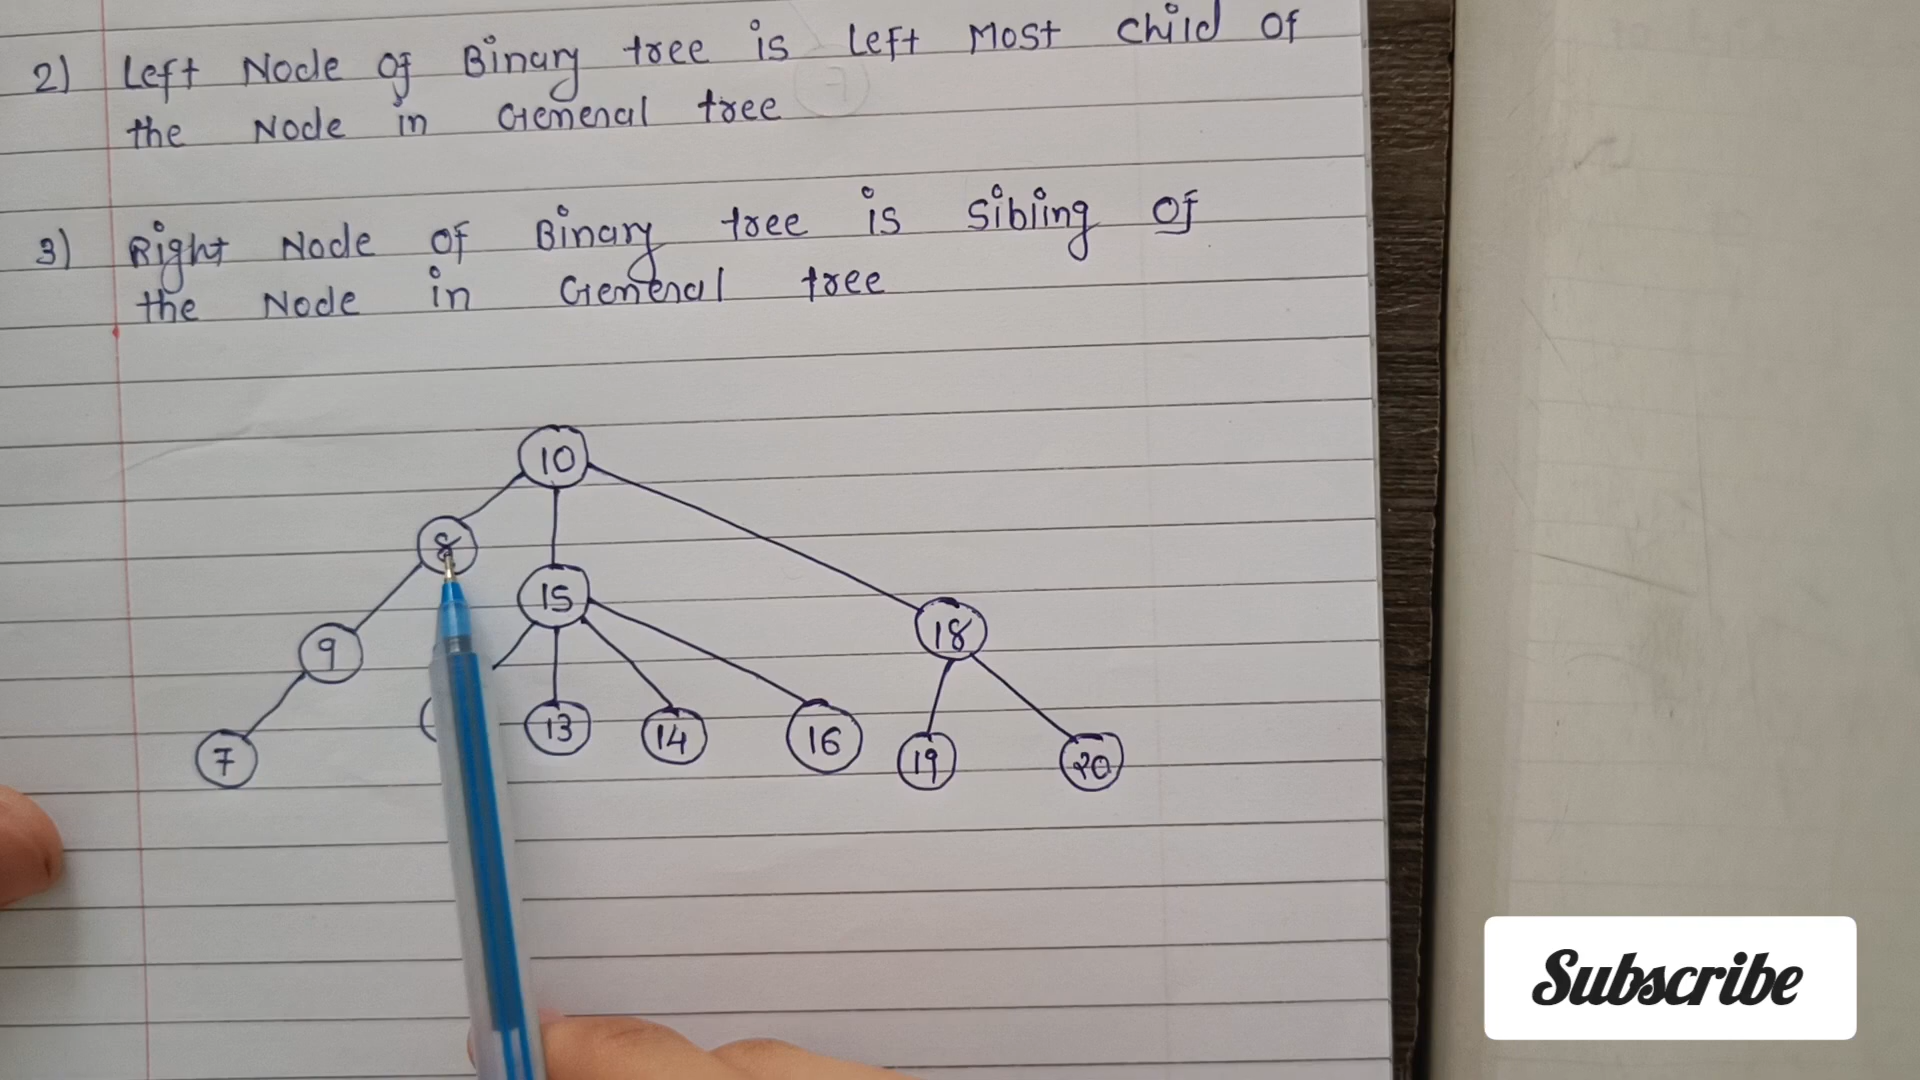 2) Left Node of Binary tree is Left Most child of
the Node in General tree
3) Right Node of Binary tree is Sibling of
the Node in General tree
10
8
15
18
9
7
13
14
16
19
20
Subscribe